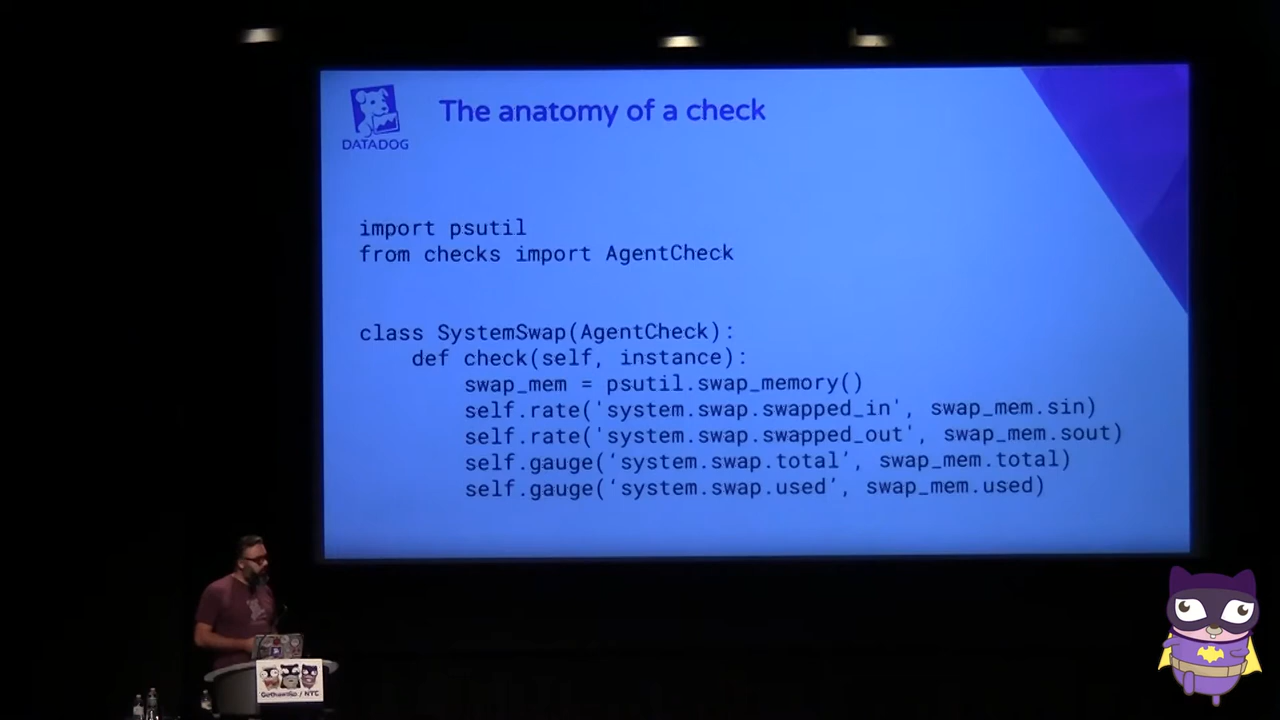 DATADOG
The anatomy of a check
import psutil
from checks import AgentCheck
class SystemSwap(AgentCheck):
def check(self, instance):
swap_mem = psutil.swap_memory()
self.rate('system.swap.swapped_in', swap_mem.sin)
self.rate('system.swap.swapped_out', swap_mem.sout)
self.gauge(‘system.swap.total’, swap_mem.total)
self.gauge(‘system.swap.used’, swap_mem.used)
GothamGo / NYC